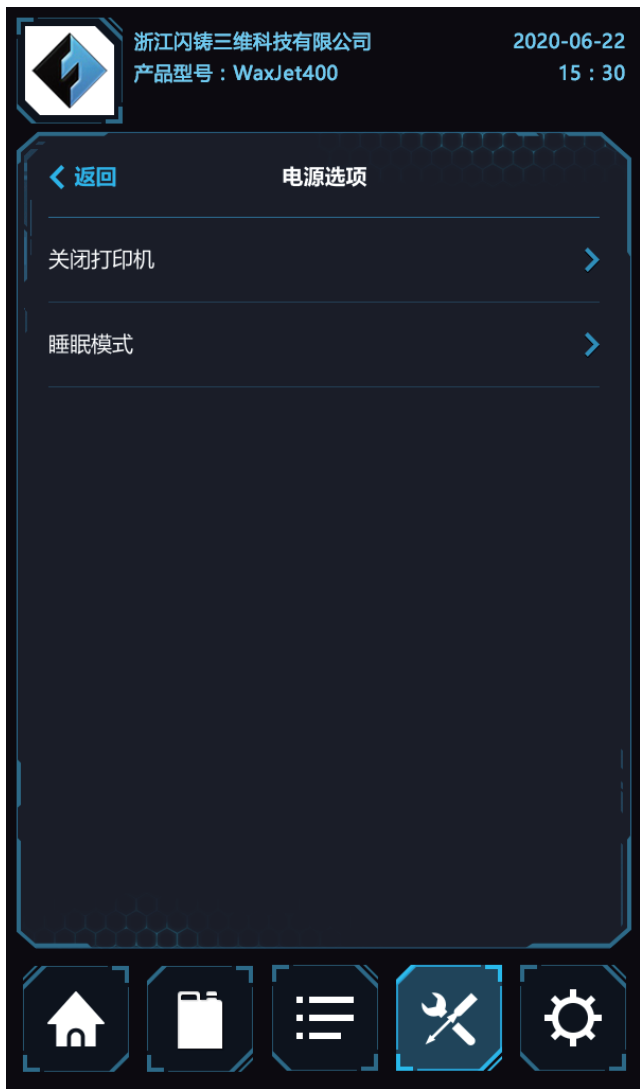 浙江闪铸三维科技有限公司
2020-06-22
产品型号：WaxJet400
15：30
返回
电源选项
关闭打印机
睡眠模式